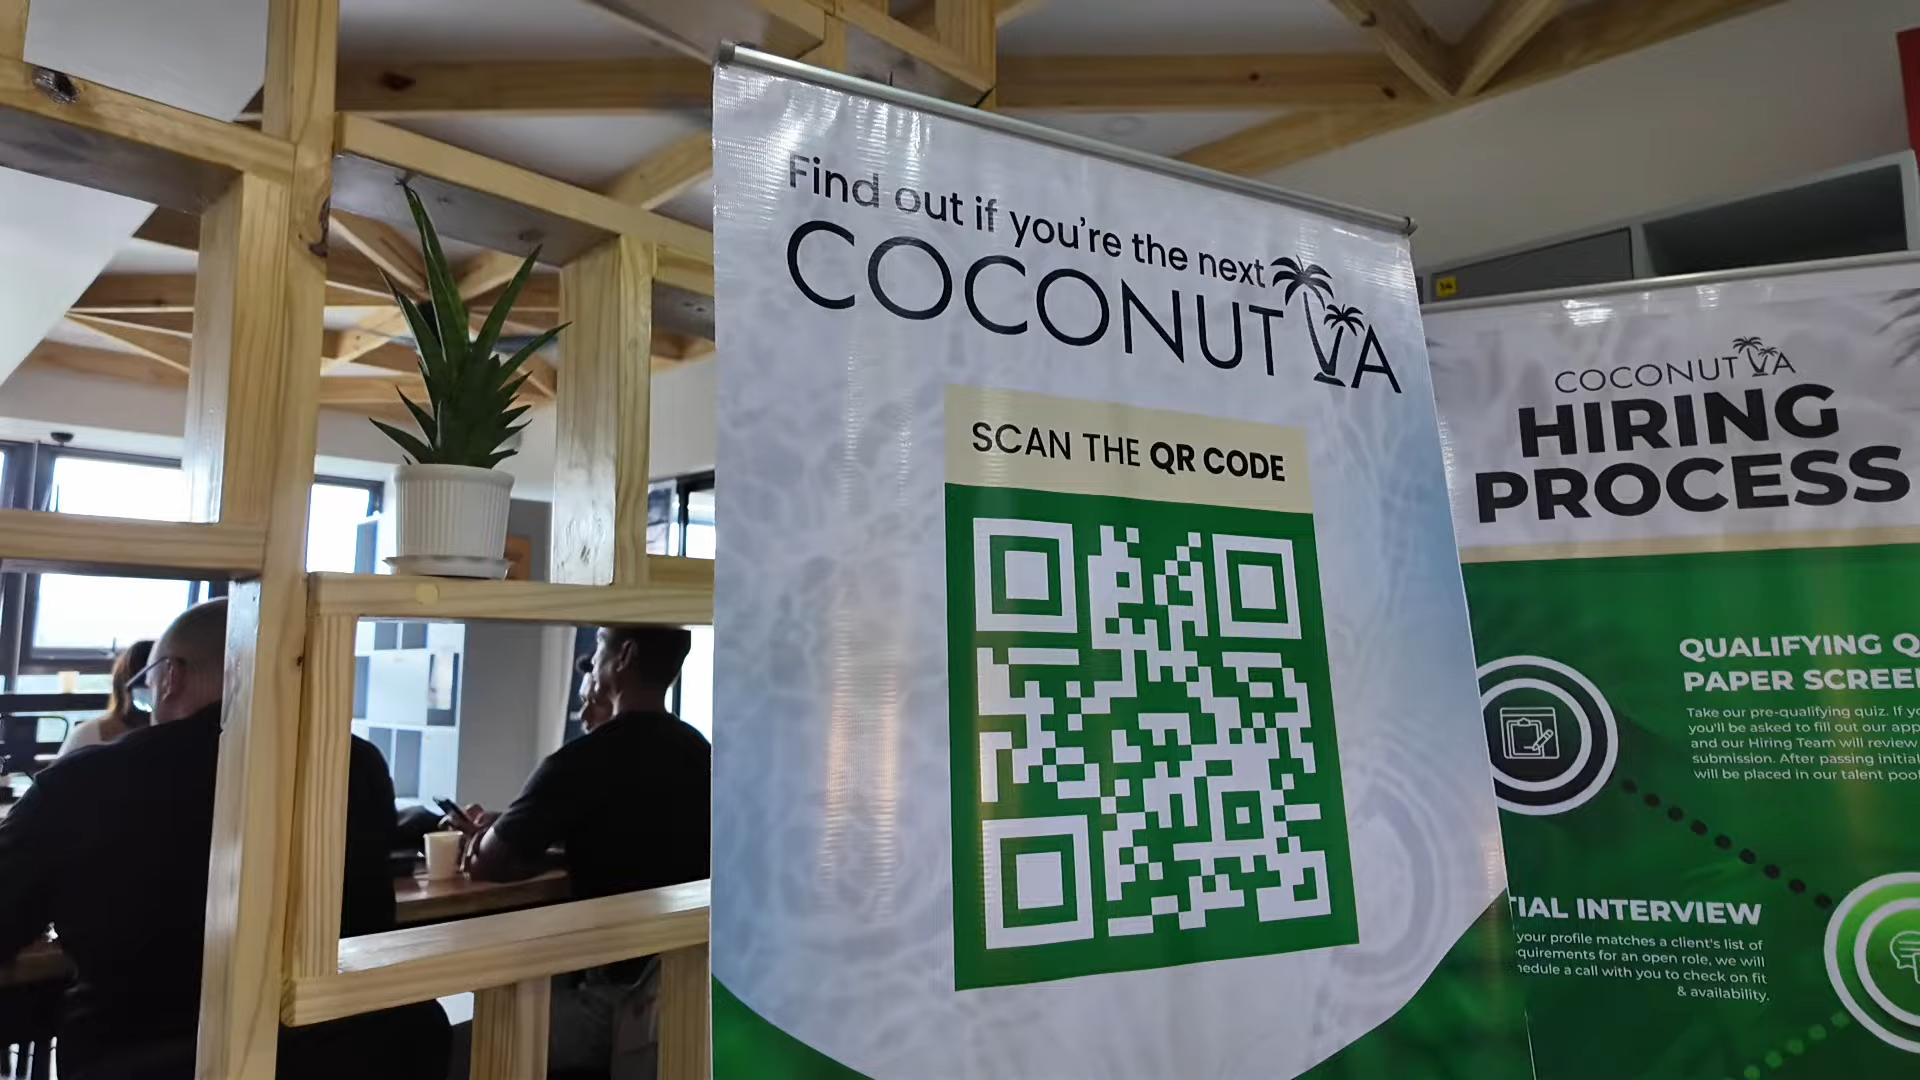 Find out if you're the next
COCONUT VA
SCAN THE QR CODE
COCONUT VA
HIRING
PROCESS
QUALIFYING Q
PAPER SCREE
Take our pre-qualifying quiz. If yo
you'll be asked to fill out our app
and our Hiring Team will review
submission. After passing initial
will be placed in our talent pool
TIAL INTERVIEW
your profile matches a client's list of
quirements for an open role, we will
hedule a call with you to check on fit
& availability.